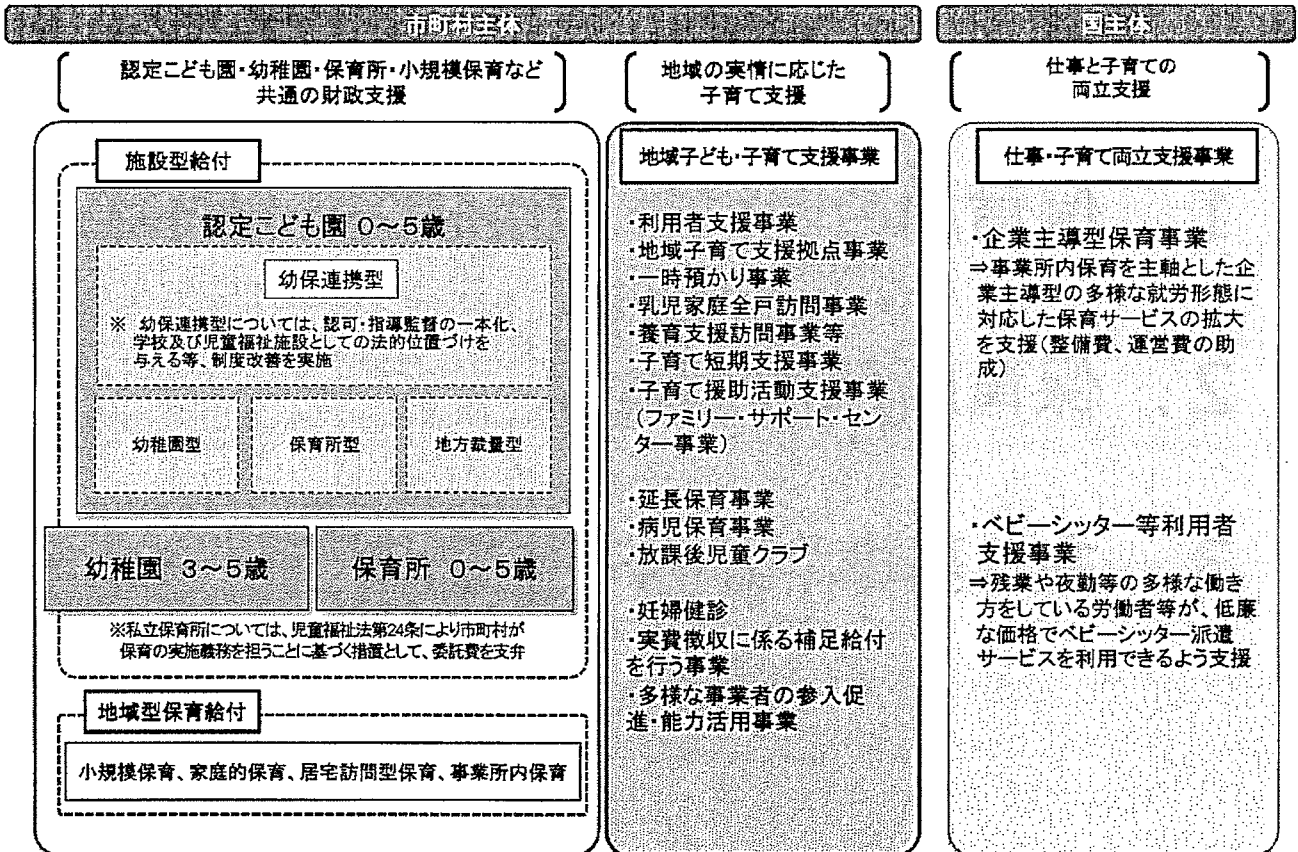 市町村主体
国主体
認定こども園・幼稚園・保育所・小規模保育など
共通の財政支援
地域の実情に応じた
子育て支援
仕事と子育ての
両立支援
施設型給付
認定こども園 0～5歳
幼保連携型
※ 幼保連携型については、認可・指導監督の一本化、
学校及び児童福祉施設としての法的位置づけを
与える等、制度改善を実施
幼稚園型
保育所型
地方裁量型
幼稚園 3～5歳
保育所 0～5歳
※私立保育所については、児童福祉法第24条により市町村が
保育の実施義務を担うことに基づく措置として、委託費を支弁
地域型保育給付
小規模保育、家庭的保育、居宅訪問型保育、事業所内保育
地域子ども・子育て支援事業
・利用者支援事業
・地域子育て支援拠点事業
・一時預かり事業
・乳児家庭全戸訪問事業
・養育支援訪問事業等
・子育て短期支援事業
・子育て援助活動支援事業
(ファミリー・サポート・セン
ター事業)
・延長保育事業
・病児保育事業
・放課後児童クラブ
・妊婦健診
・実費徴収に係る補足給付
を行う事業
・多様な事業者の参入促
進・能力活用事業
仕事・子育て両立支援事業
・企業主導型保育事業
⇒事業所内保育を主軸とした企
業主導型の多様な就労形態に
対応した保育サービスの拡大
を支援(整備費、運営費の助
成)
・ベビーシッター等利用者
支援事業
⇒残業や夜勤等の多様な働き
方をしている労働者等が、低廉
な価格でベビーシッター派遣
サービスを利用できるよう支援